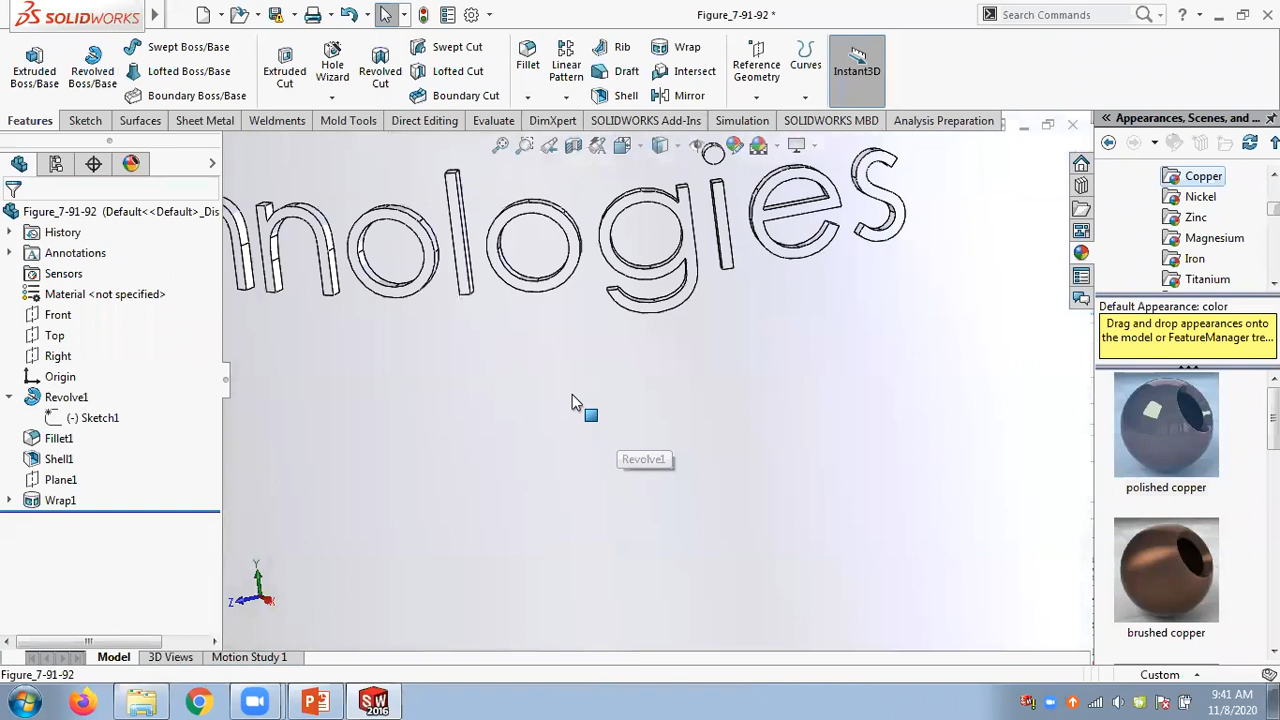 SOLIDWORKS
Figure_7-91-92 *
Search Commands
?
Extruded Boss/Base
Revolved Boss/Base
Swept Boss/Base
Lofted Boss/Base
Boundary Boss/Base
Extruded Cut
Hole Wizard
Revolved Cut
Swept Cut
Lofted Cut
Boundary Cut
Fillet
Linear Pattern
Rib
Draft
Shell
Wrap
Intersect
Mirror
Reference Geometry
Curves
Instant3D
Features Sketch Surfaces Sheet Metal Weldments Mold Tools Direct Editing Evaluate DimXpert SOLIDWORKS Add-Ins Simulation SOLIDWORKS MBD Analysis Preparation
Figure_7-91-92 (Default<<Default>_Dis
History
Annotations
Sensors
Material <not specified>
Front
Top
Right
Origin
Revolve1
(-) Sketch1
Fillet1
Shell1
Plane1
Wrap1
nnologies
Revolve1
Y
Z
X
Appearances, Scenes, and ...
Copper
Nickel
Zinc
Magnesium
Iron
Titanium
Default Appearance: color
Drag and drop appearances onto
the model or FeatureManager tre...
polished copper
brushed copper
Model 3D Views Motion Study 1
Figure_7-91-92
Custom
SW
2016
9:41 AM
11/8/2020